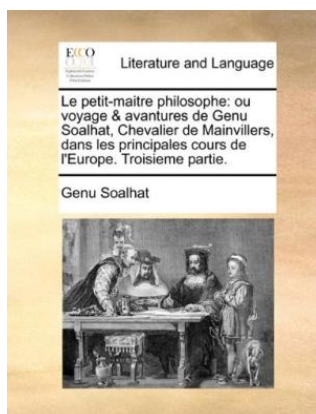 ECCO
Literature and Language
Le petit-maitre philosophe: ou
voyage & avantures de Genu
Soalhat, Chevalier de Mainvillers,
dans les principales cours de
l'Europe. Troisieme partie.
Genu Soalhat